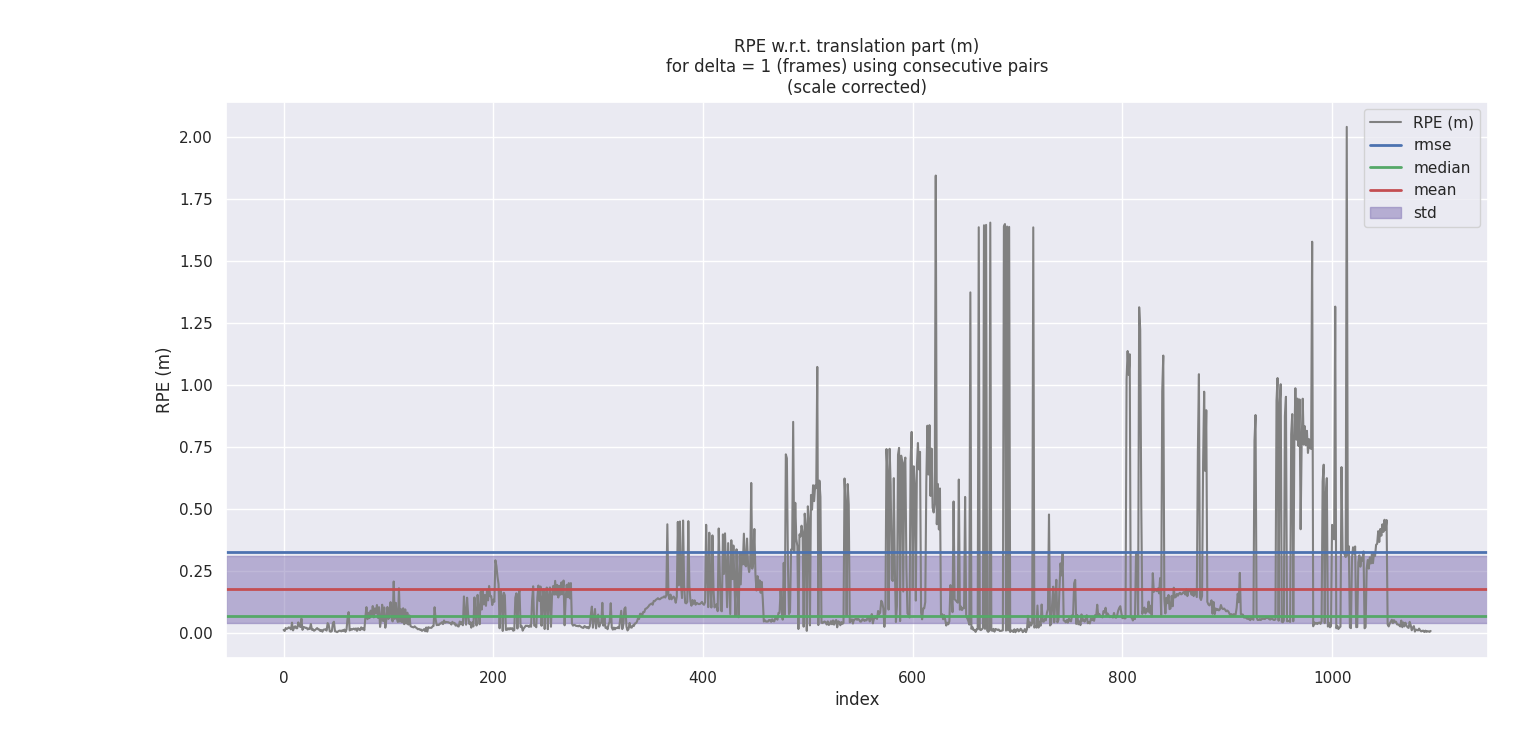 RPE w.r.t. translation part (m)
for delta = 1 (frames) using consecutive pairs
(scale corrected)
RPE (m)
rmse
median
mean
std
2.00
1.75
1.50
1.25
1.00
0.75
0.50
0.25
0.00
RPE (m)
0 200 400 600 800 1000
index